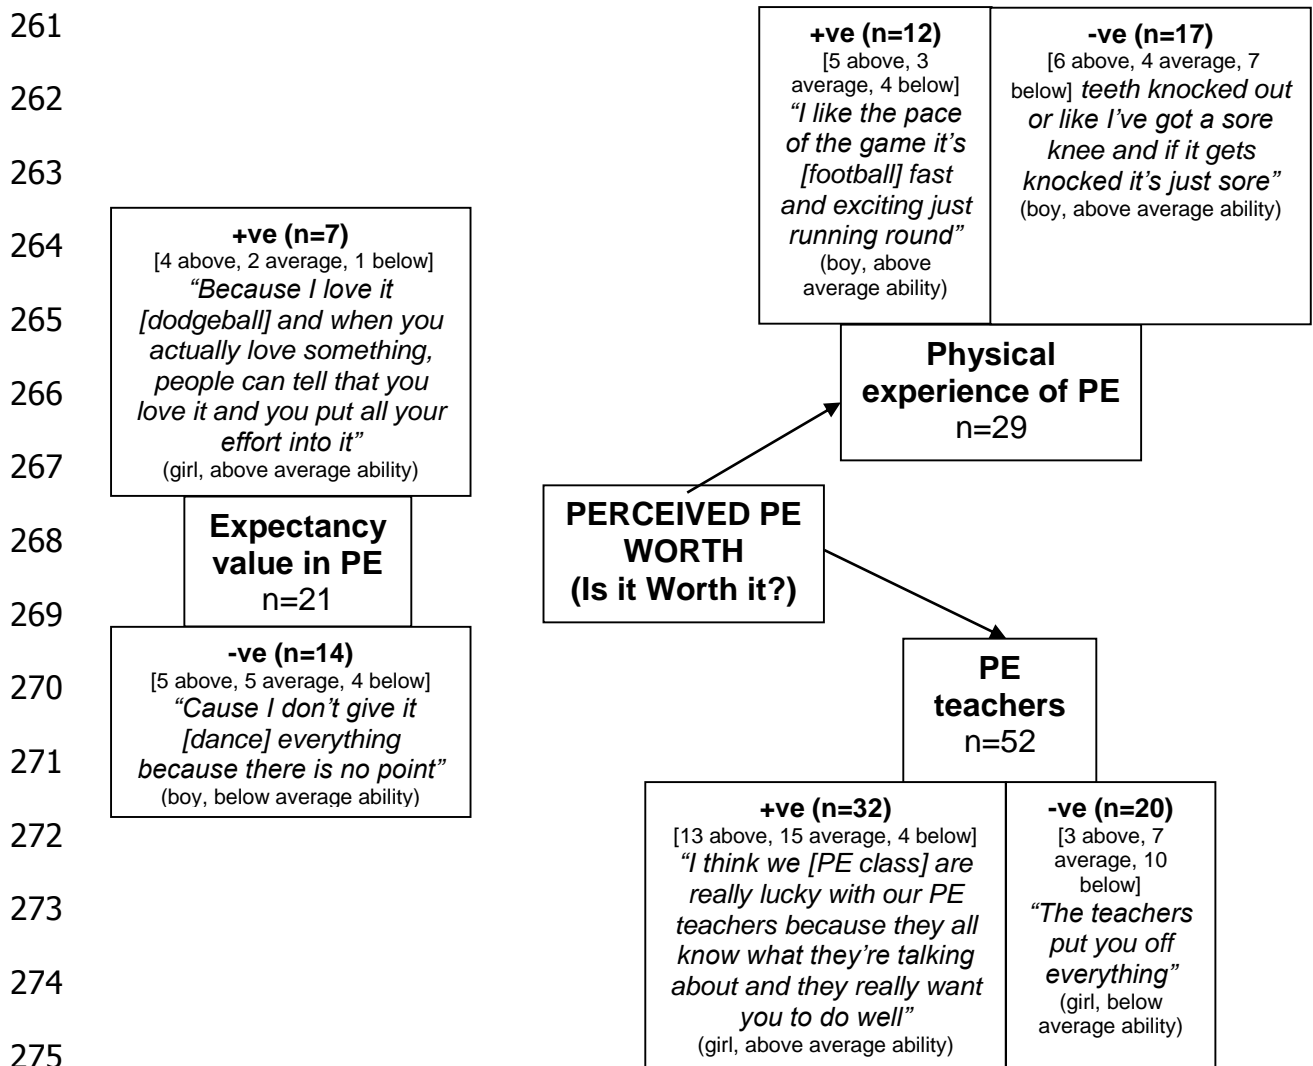 261
262
263
264
265
266
267
268
269
270
271
272
273
274
275
+ve (n=12)
[5 above, 3
average, 4 below]
“I like the pace
of the game it’s
[football] fast
and exciting just
running round”
(boy, above
average ability)
-ve (n=17)
[6 above, 4 average, 7
below] teeth knocked out
or like I’ve got a sore
knee and if it gets
knocked it’s just sore”
(boy, above average ability)
Physical
experience of PE
n=29
+ve (n=7)
[4 above, 2 average, 1 below]
“Because I love it
[dodgeball] and when you
actually love something,
people can tell that you
love it and you put all your
effort into it”
(girl, above average ability)
Expectancy
value in PE
n=21
-ve (n=14)
[5 above, 5 average, 4 below]
“Cause I don’t give it
[dance] everything
because there is no point”
(boy, below average ability)
PERCEIVED PE
WORTH
(Is it Worth it?)
PE
teachers
n=52
+ve (n=32)
[13 above, 15 average, 4 below]
“I think we [PE class] are
really lucky with our PE
teachers because they all
know what they’re talking
about and they really want
you to do well”
(girl, above average ability)
-ve (n=20)
[3 above, 7
average, 10
below]
“The teachers
put you off
everything”
(girl, below
average ability)